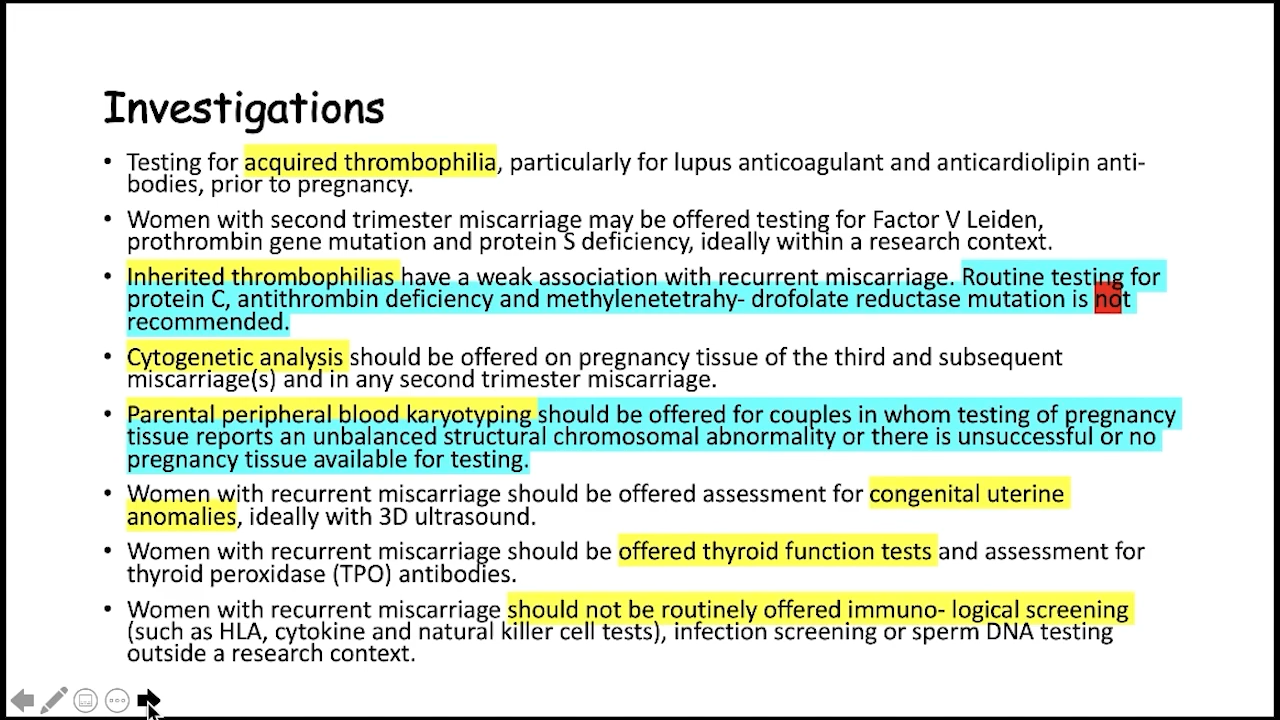 Investigations
• Testing for acquired thrombophilia, particularly for lupus anticoagulant and anticardiolipin anti-
bodies, prior to pregnancy.
• Women with second trimester miscarriage may be offered testing for Factor V Leiden,
prothrombin gene mutation and protein S deficiency, ideally within a research context.
• Inherited thrombophilias have a weak association with recurrent miscarriage. Routine testing for
protein C, antithrombin deficiency and methylenetetrahy- drofolate reductase mutation is not
recommended.
• Cytogenetic analysis should be offered on pregnancy tissue of the third and subsequent
miscarriage(s) and in any second trimester miscarriage.
• Parental peripheral blood karyotyping should be offered for couples in whom testing of pregnancy
tissue reports an unbalanced structural chromosomal abnormality or there is unsuccessful or no
pregnancy tissue available for testing.
• Women with recurrent miscarriage should be offered assessment for congenital uterine
anomalies, ideally with 3D ultrasound.
• Women with recurrent miscarriage should be offered thyroid function tests and assessment for
thyroid peroxidase (TPO) antibodies.
• Women with recurrent miscarriage should not be routinely offered immuno- logical screening
(such as HLA, cytokine and natural killer cell tests), infection screening or sperm DNA testing
outside a research context.